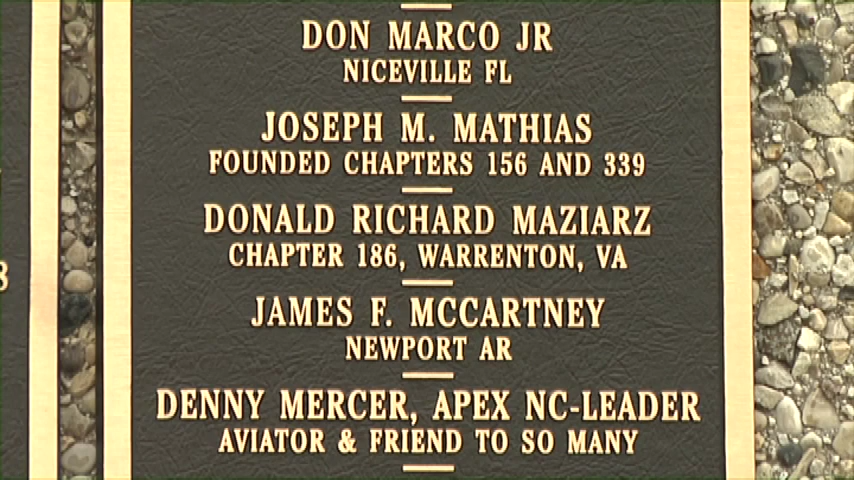 DON MARCO JR
NICEVILLE FL
JOSEPH M. MATHIAS
FOUNDED CHAPTERS 156 AND 339
DONALD RICHARD MAZIARZ
CHAPTER 186, WARRENTON, VA
JAMES F. MCCARTNEY
NEWPORT AR
DENNY MERCER, APEX NC-LEADER
AVIATOR & FRIEND TO SO MANY